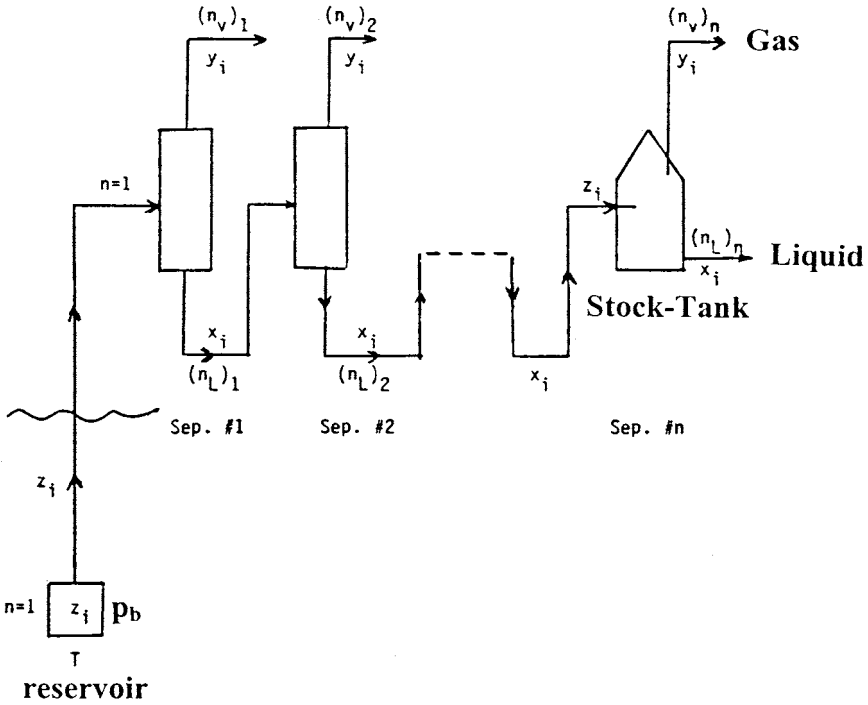 (n_v)_1
y_i
(n_v)_2
y_i
(n_v)_n
y_i
Gas
n=1
z_i
(n_L)_n
x_i
Liquid
Stock-Tank
x_i
(n_L)_1
x_i
(n_L)_2
x_i
Sep. #1
Sep. #2
Sep. #n
z_i
n=1
z_i
p_b
T
reservoir